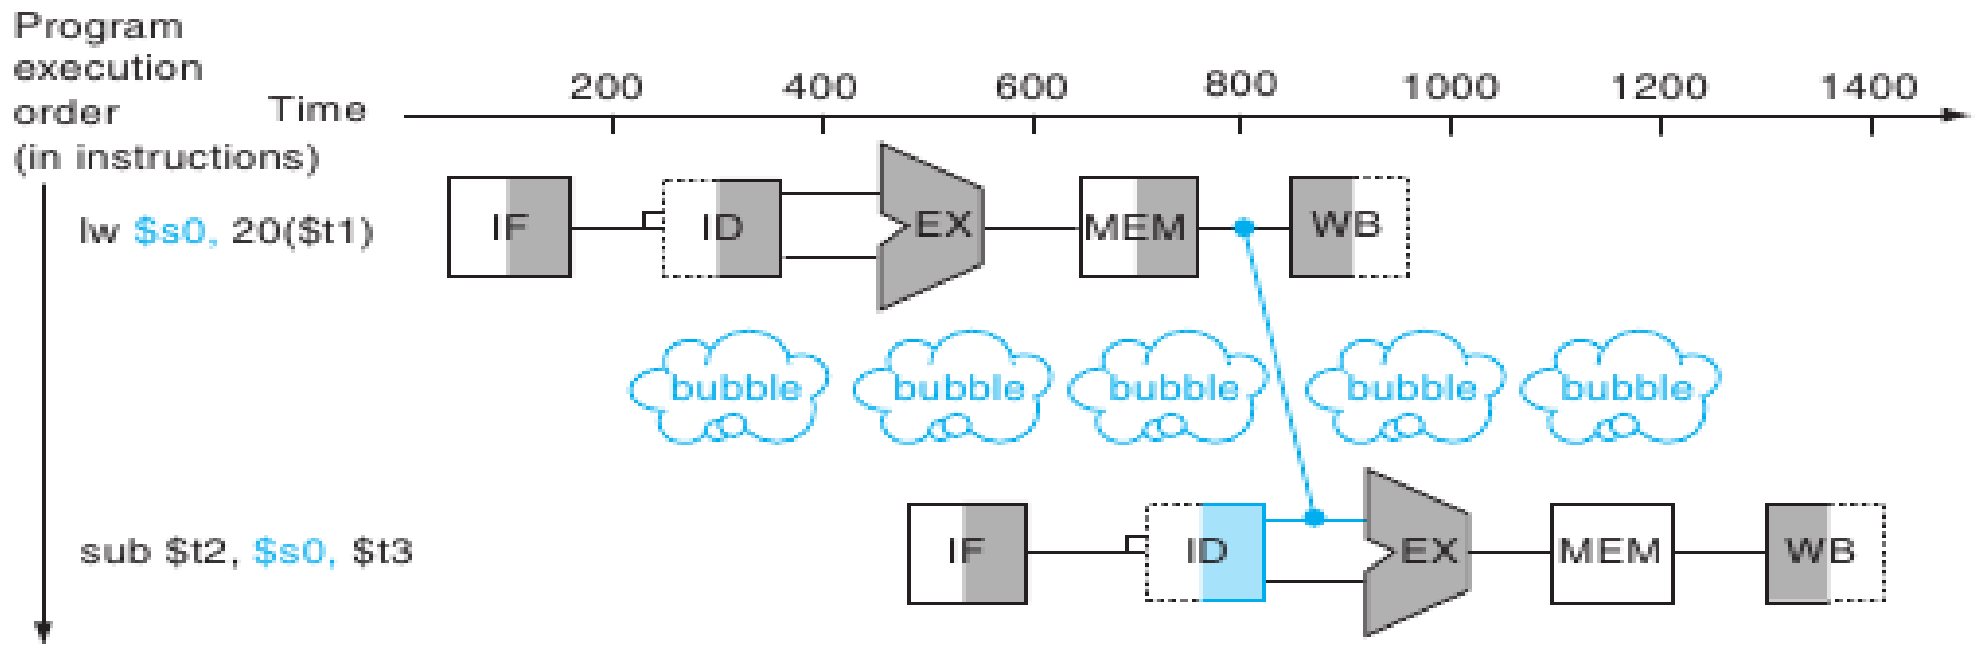 Program
execution
order
(in instructions)
Time
200 400 600 800 1000 1200 1400
lw $s0, 20($t1)
IF ID EX MEM WB
bubble bubble bubble bubble bubble
sub $t2, $s0, $t3
IF ID EX MEM WB